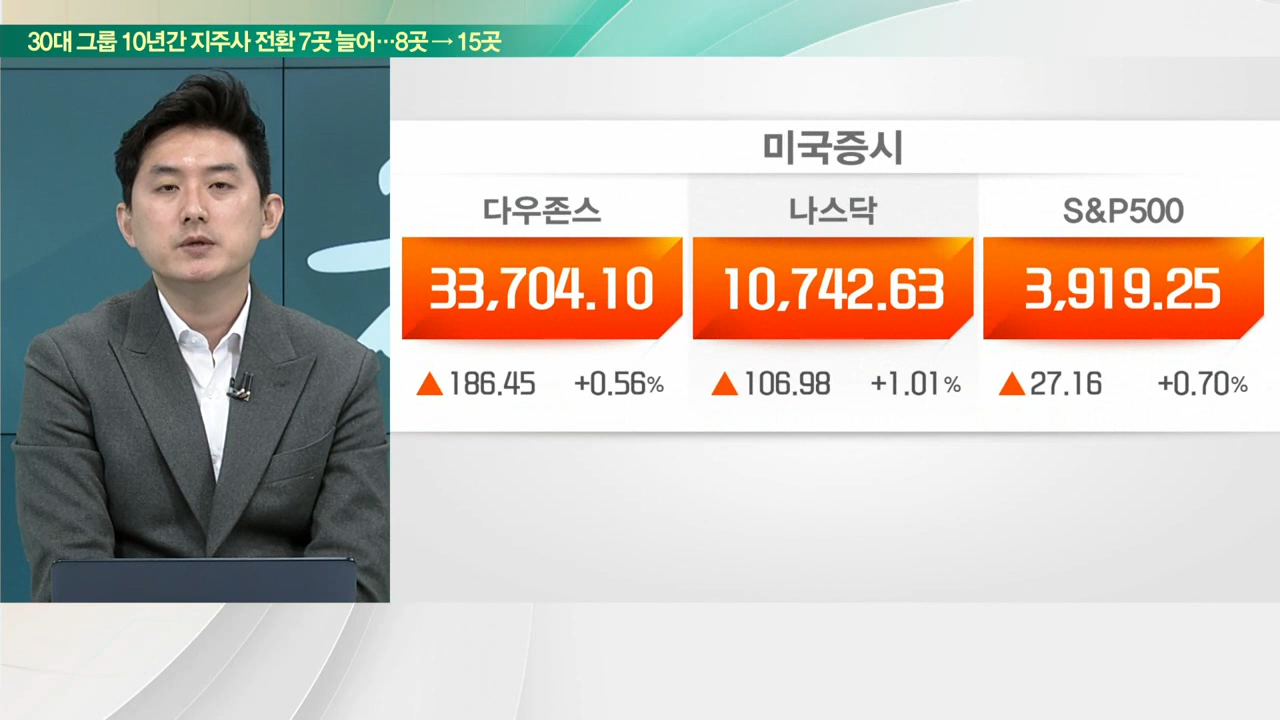 30대 그룹 10년간 지주사 전환 7곳 늘어…8곳→15곳
미국증시
다우존스 나스닥 S&P500
33,704.10 10,742.63 3,919.25
▲186.45 +0.56% ▲106.98 +1.01% ▲27.16 +0.70%